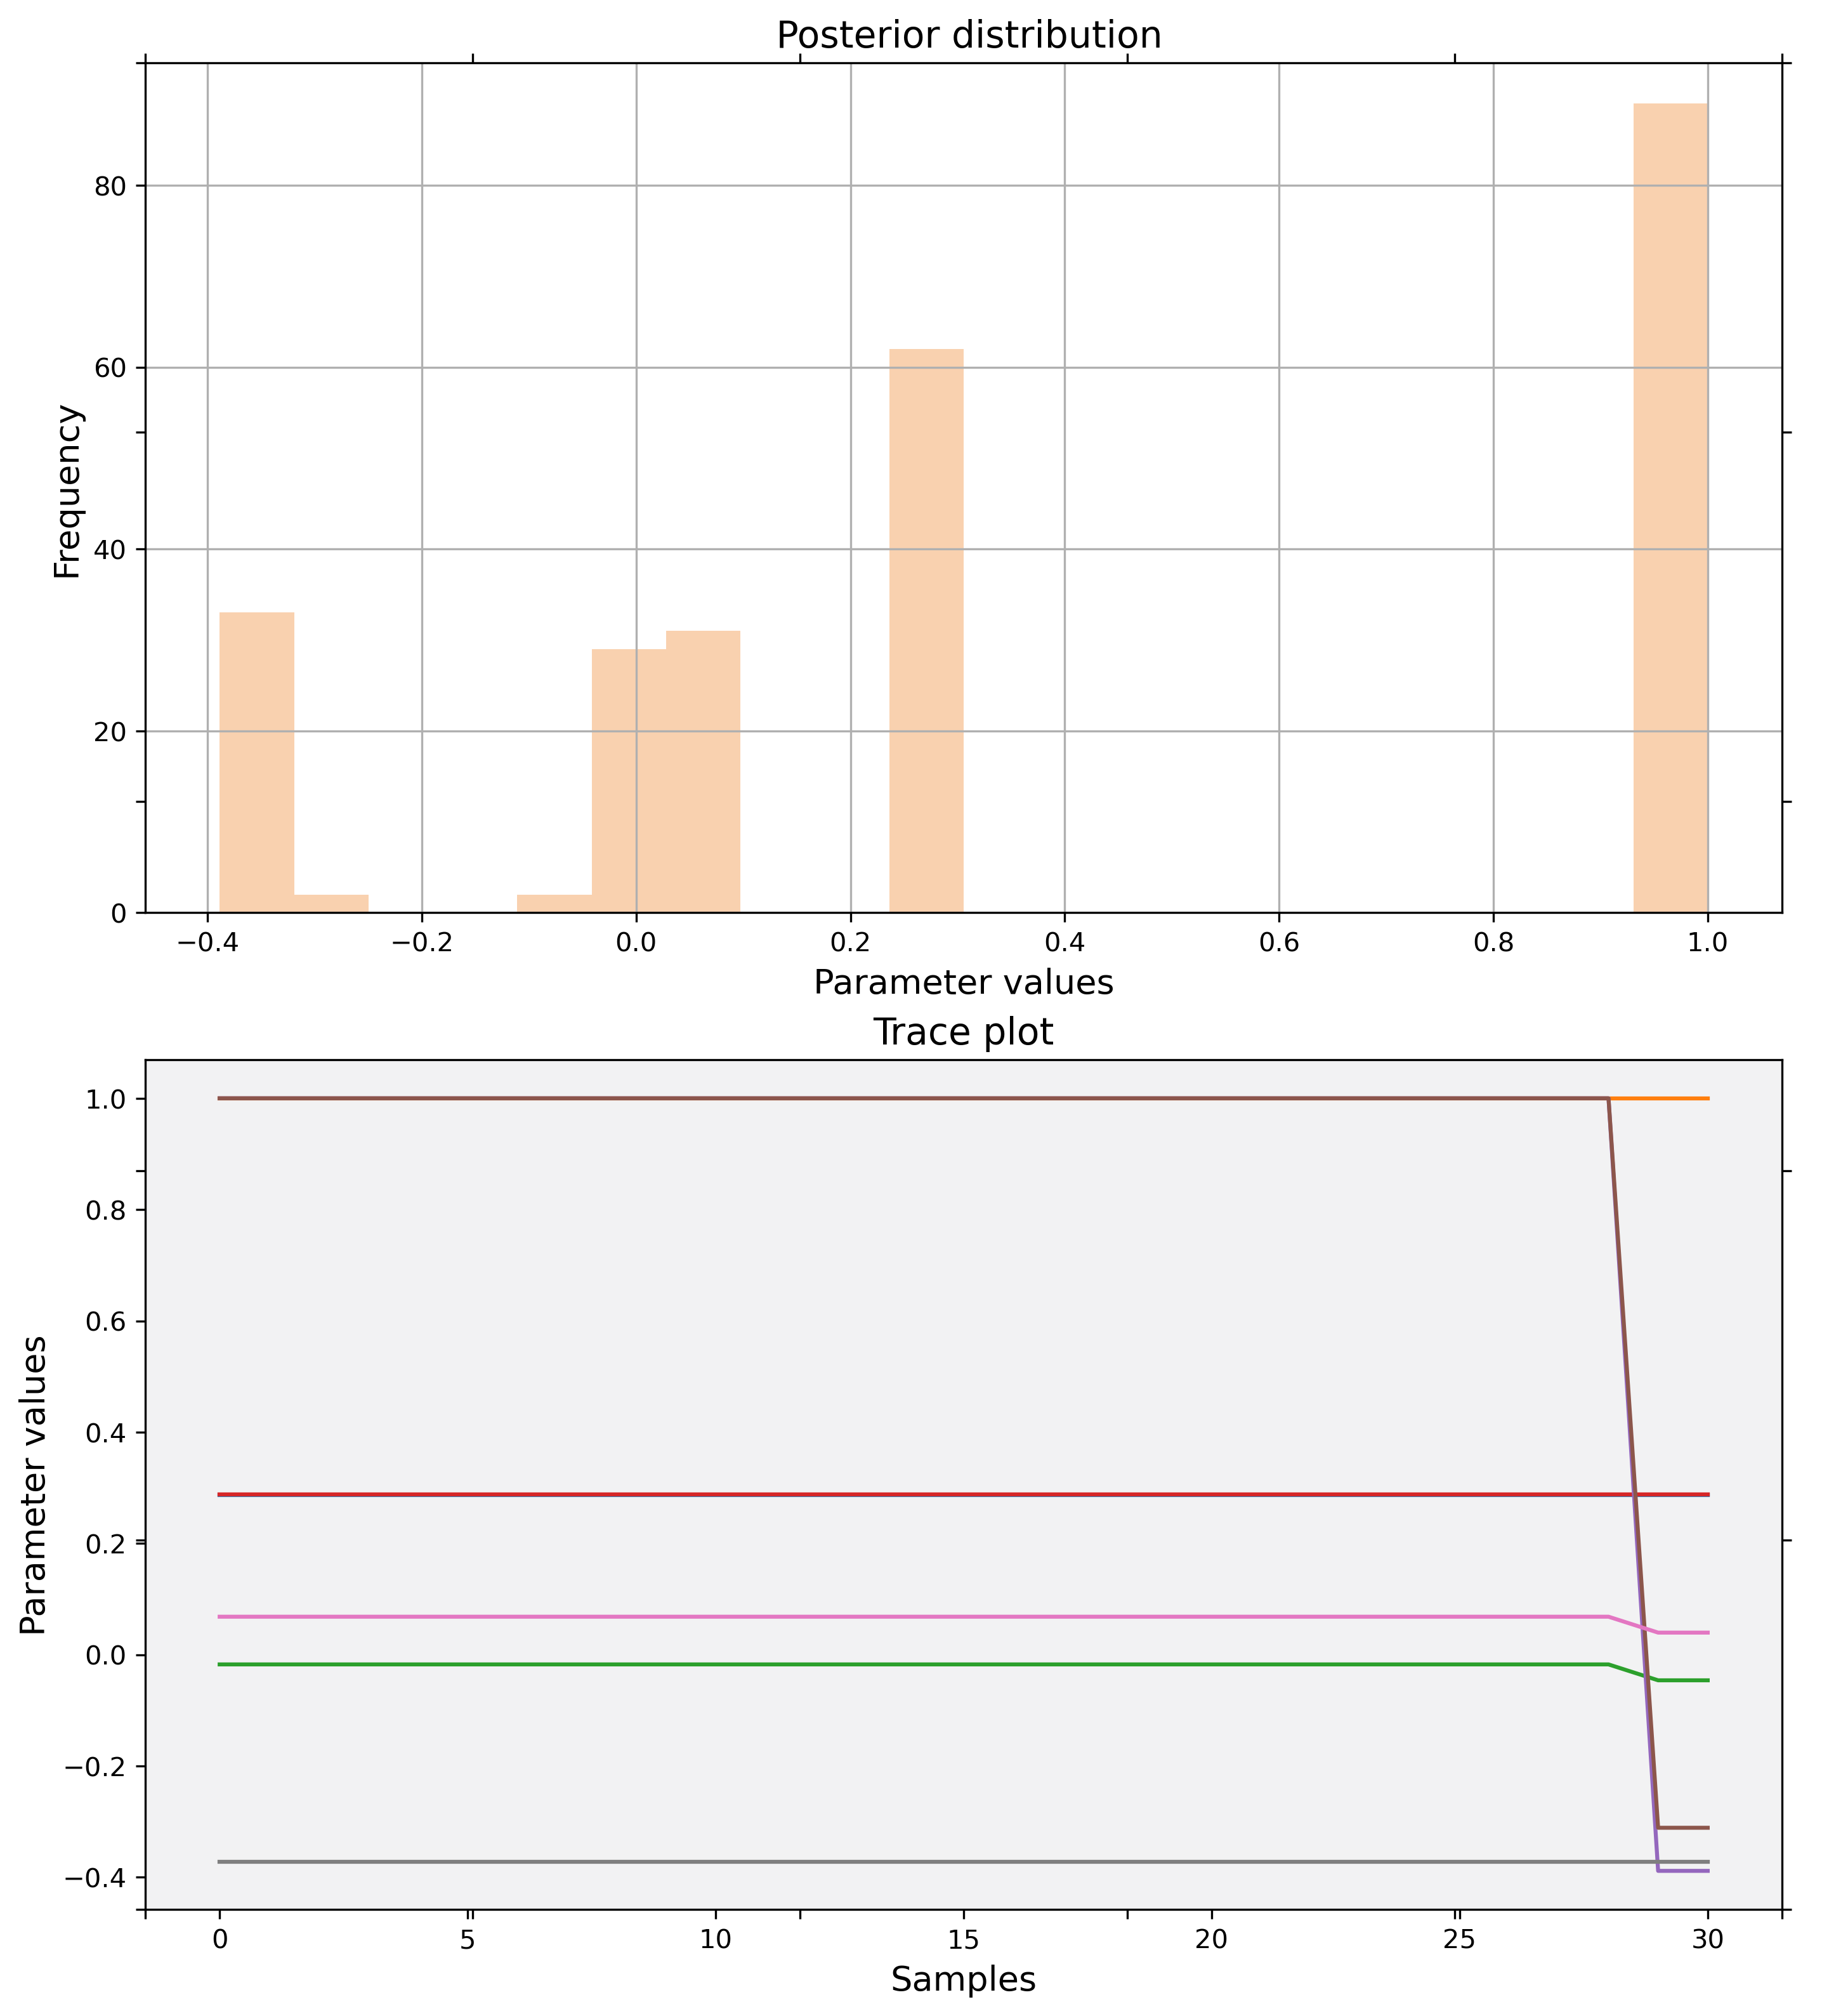 Posterior distribution
80
60
40
20
0
Frequency
−0.4 −0.2 0.0 0.2 0.4 0.6 0.8 1.0
Parameter values
Trace plot
1.0
0.8
0.6
0.4
0.2
0.0
−0.2
−0.4
Parameter values
0 5 10 15 20 25 30
Samples